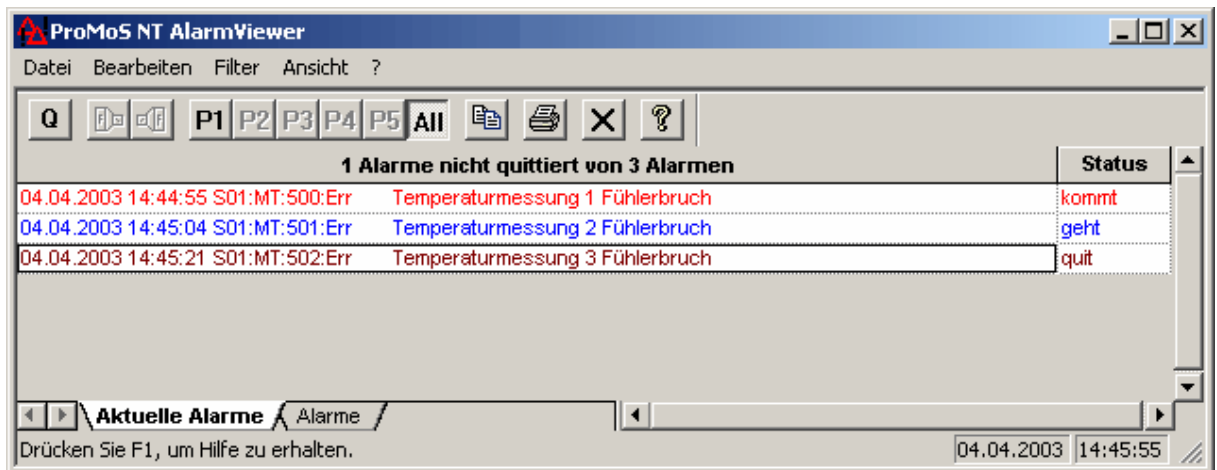 ProMoS NT AlarmViewer
Datei Bearbeiten Filter Ansicht ?
Q P1 P2 P3 P4 P5 All
1 Alarme nicht quittiert von 3 Alarmen Status
04.04.2003 14:44:55 S01:MT:500:Err Temperaturmessung 1 Fühlerbruch kommt
04.04.2003 14:45:04 S01:MT:501:Err Temperaturmessung 2 Fühlerbruch geht
04.04.2003 14:45:21 S01:MT:502:Err Temperaturmessung 3 Fühlerbruch quit
Aktuelle Alarme Alarme
Drücken Sie F1, um Hilfe zu erhalten. 04.04.2003 14:45:55